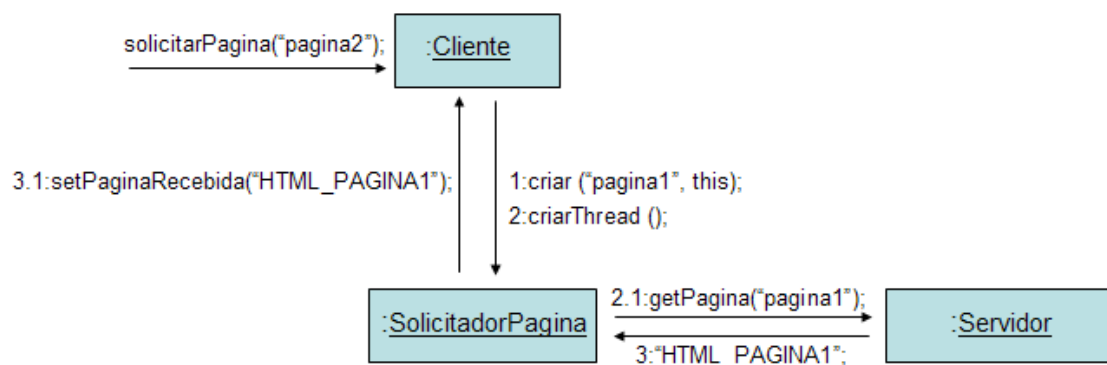 solicitarPagina(“pagina2”);
:Cliente
3.1:setPaginaRecebida(“HTML_PAGINA1”);
1:criar (“pagina1”, this);
2:criarThread ();
:SolicitadorPagina
2.1:getPagina(“pagina1”);
3:“HTML_PAGINA1”;
:Servidor